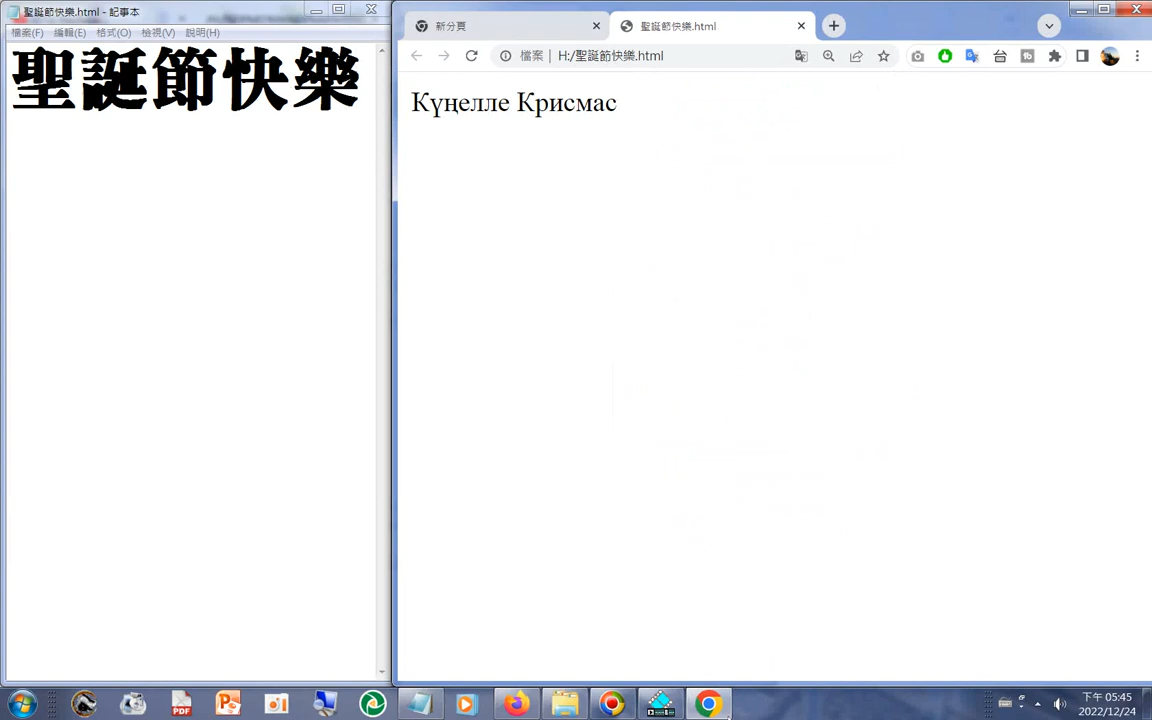 聖誕節快樂.html - 記事本
檔案(F) 編輯(E) 格式(O) 檢視(V) 說明(H)
聖誕節快樂
新分頁
聖誕節快樂.html
檔案 H:/聖誕節快樂.html
Күңелле Крисмас
PDF
下午 05:45
2022/12/24